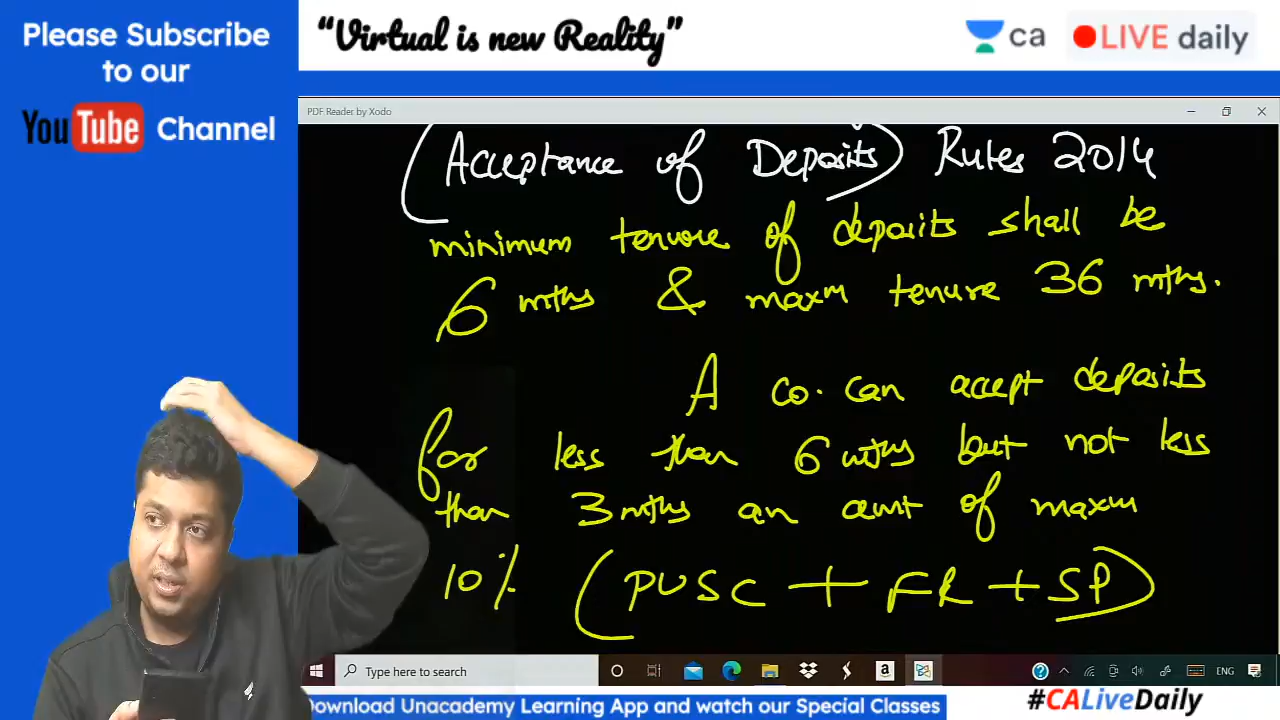 Please Subscribe
to our
YouTube Channel
“Virtual is new Reality”
ca
LIVE daily
PDF Reader by Xodo
(Acceptance of Deposits) Rules 2014
minimum tenure of deposits shall be
6 mths & maxm tenure 36 mths.
A co. can accept deposits
for less than 6 mths but not less
than 3 mths an amt of maxm
10% (PUSC + FR + SP)
Type here to search
ENG
Download Unacademy Learning App and watch our Special Classes
#CALiveDaily